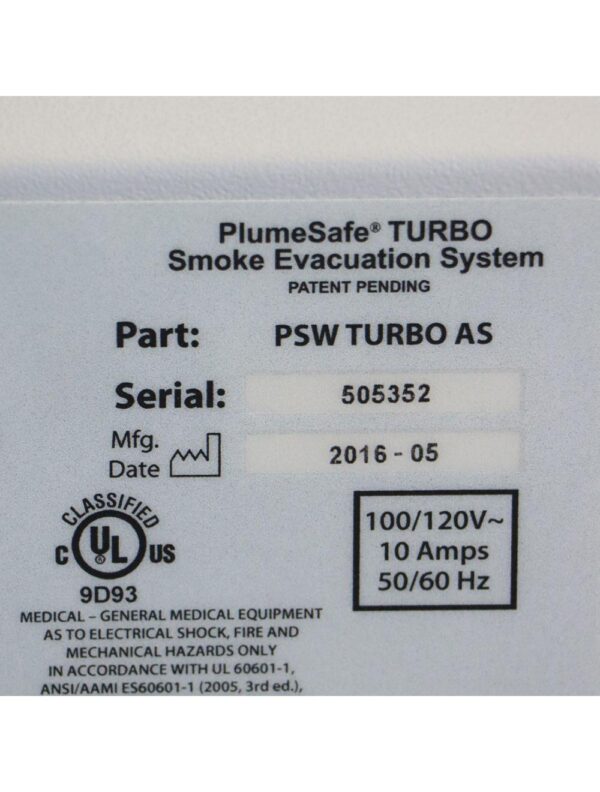 PlumeSafe® TURBO
Smoke Evacuation System
PATENT PENDING
Part: PSW TURBO AS
Serial: 505352
Mfg. Date 2016-05
CLASSIFIED
C UL® US
9D93
100/120V~
10 Amps
50/60 Hz
MEDICAL – GENERAL MEDICAL EQUIPMENT
AS TO ELECTRICAL SHOCK, FIRE AND
MECHANICAL HAZARDS ONLY
IN ACCORDANCE WITH UL 60601-1,
ANSI/AAMI ES60601-1 (2005, 3rd ed.),